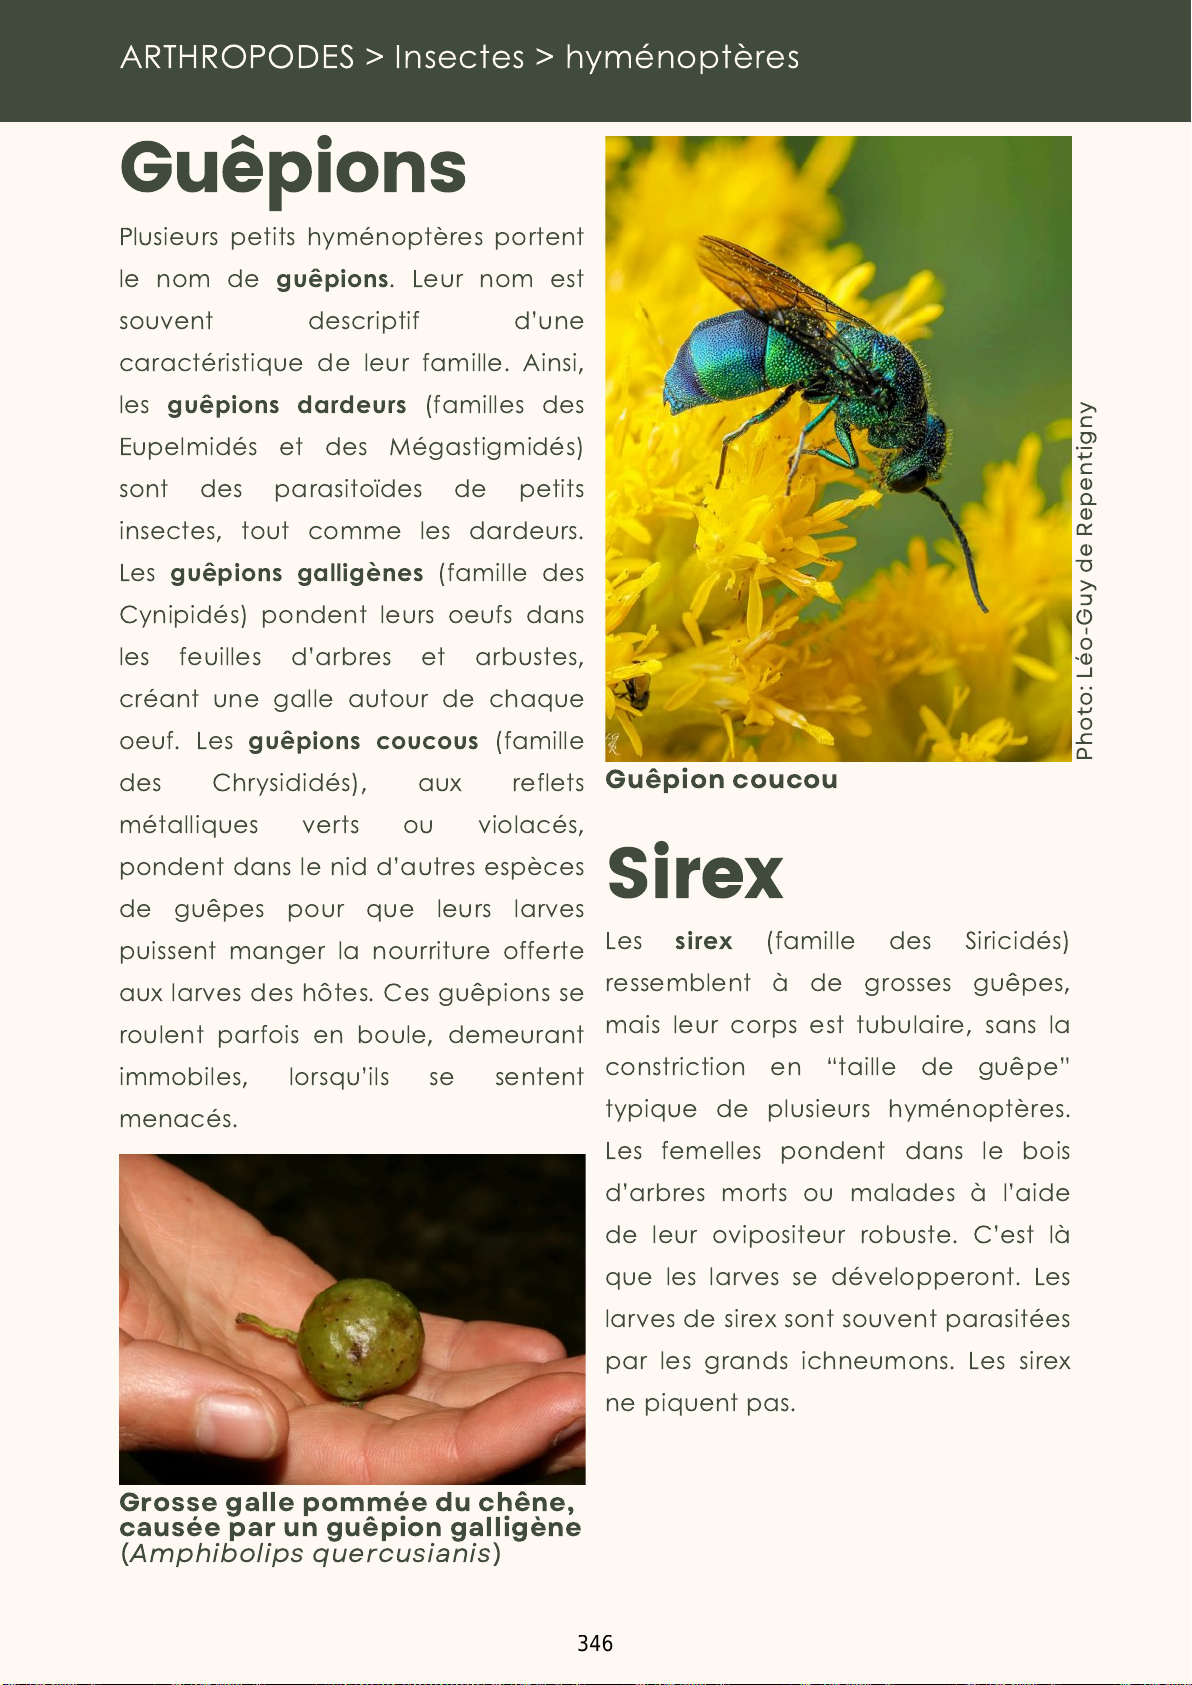 ARTHROPODES > Insectes > hyménoptères
Guêpions
Plusieurs petits hyménoptères portent
le nom de guêpions. Leur nom est
souvent descriptif d’une
caractéristique de leur famille. Ainsi,
les guêpions dardeurs (familles des
Eupelmidés et des Mégastigmidés)
sont des parasitoïdes de petits
insectes, tout comme les dardeurs.
Les guêpions galligènes (famille des
Cynipidés) pondent leurs oeufs dans
les feuilles d’arbres et arbustes,
créant une galle autour de chaque
oeuf. Les guêpions coucous (famille
des Chrysididés), aux reflets
métalliques verts ou violacés,
pondent dans le nid d’autres espèces
de guêpes pour que leurs larves
puissent manger la nourriture offerte
aux larves des hôtes. Ces guêpions se
roulent parfois en boule, demeurant
immobiles, lorsqu’ils se sentent
menacés.
Grosse galle pommée du chêne,
causée par un guêpion galligène
(Amphibolips quercusianis)
Photo: Léo-Guy de Repentigny
Guêpion coucou
Sirex
Les sirex (famille des Siricidés)
ressemblent à de grosses guêpes,
mais leur corps est tubulaire, sans la
constriction en “taille de guêpe”
typique de plusieurs hyménoptères.
Les femelles pondent dans le bois
d’arbres morts ou malades à l’aide
de leur ovipositeur robuste. C’est là
que les larves se développeront. Les
larves de sirex sont souvent parasitées
par les grands ichneumons. Les sirex
ne piquent pas.
346